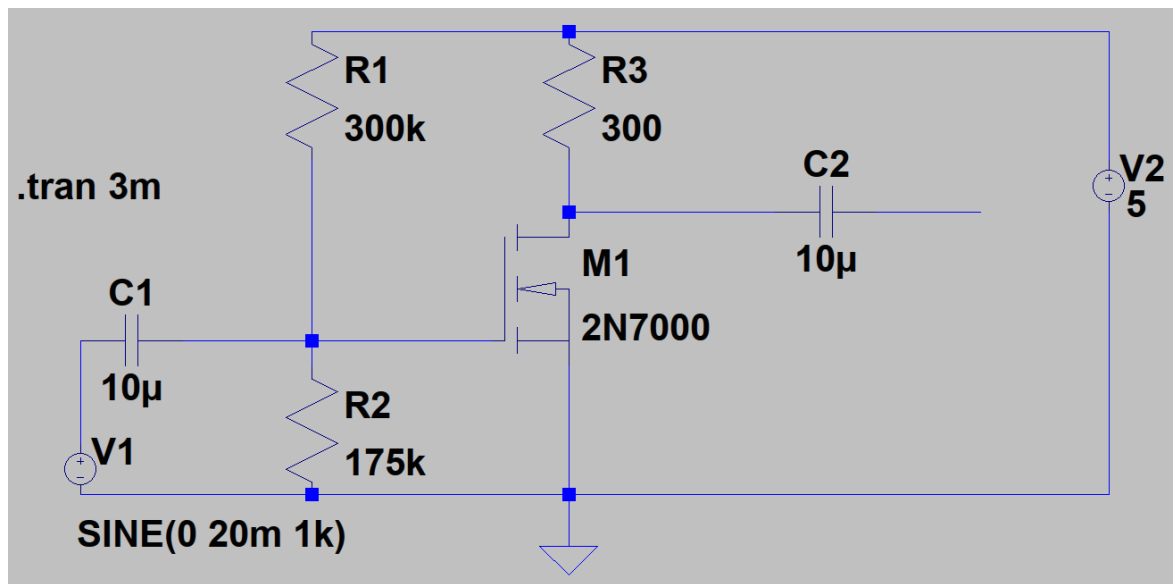 R1
300k
R3
300
.tran 3m
C2
10µ
V2
5
C1
10µ
M1
2N7000
R2
175k
V1
SINE(0 20m 1k)